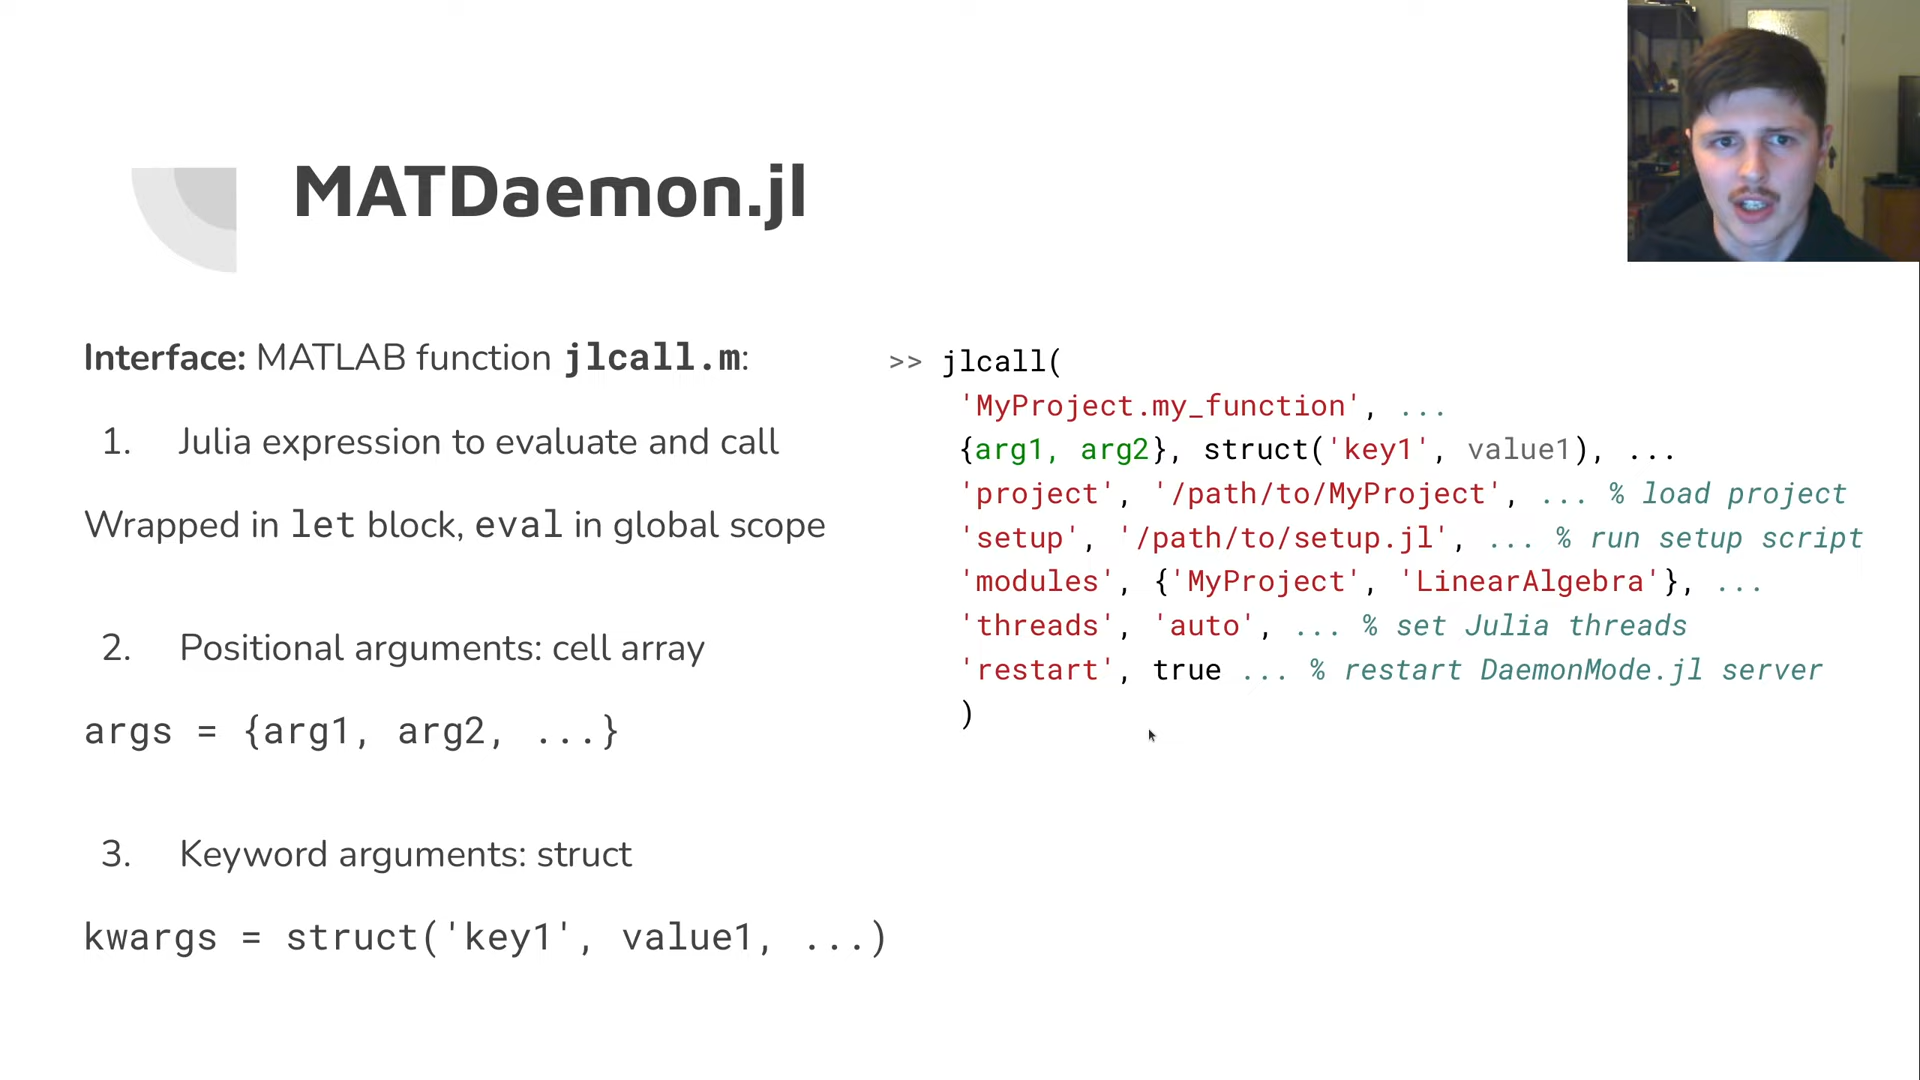 MATDaemon.jl
Interface: MATLAB function jlcall.m:
1. Julia expression to evaluate and call
Wrapped in let block, eval in global scope
2. Positional arguments: cell array
args = {arg1, arg2, ...}
3. Keyword arguments: struct
kwargs = struct('key1', value1, ...)
>> jlcall(
'MyProject.my_function', ...
{arg1, arg2}, struct('key1', value1), ...
'project', '/path/to/MyProject', ... % load project
'setup', '/path/to/setup.jl', ... % run setup script
'modules', {'MyProject', 'LinearAlgebra'}, ...
'threads', 'auto', ... % set Julia threads
'restart', true ... % restart DaemonMode.jl server
)